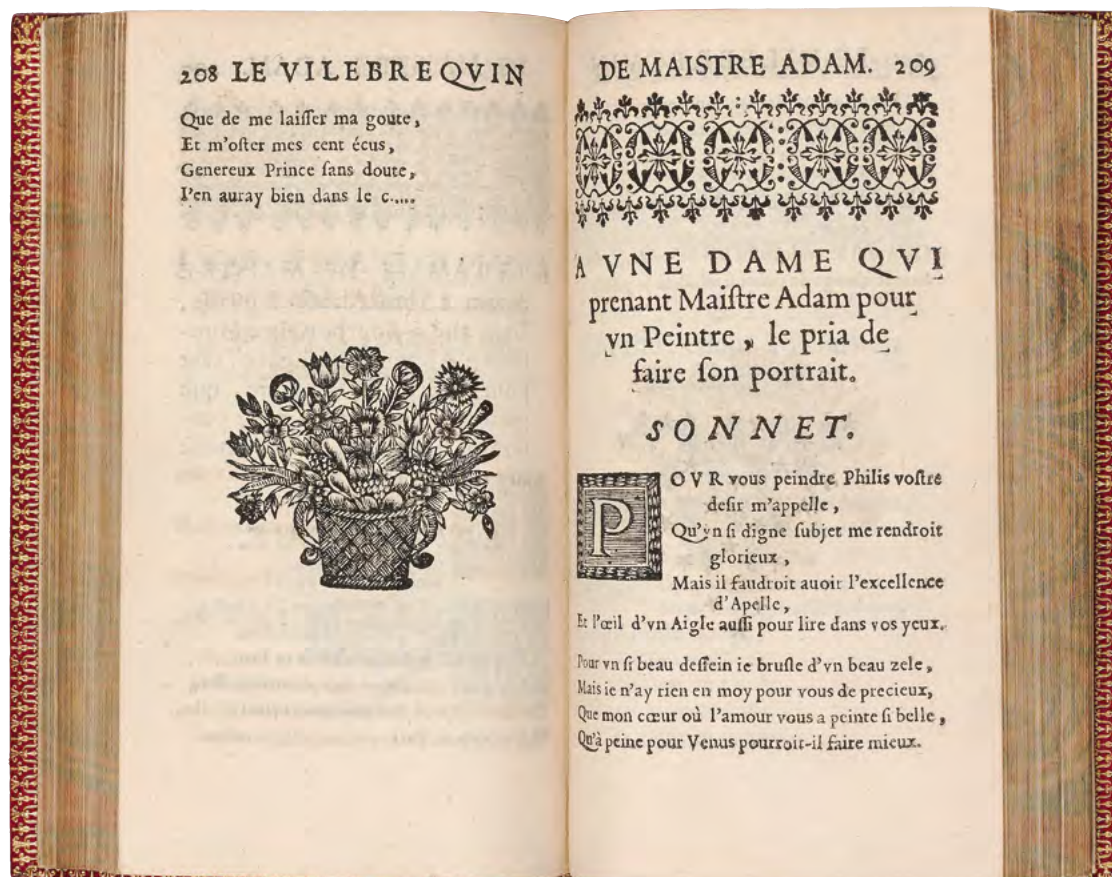 208 LE VILEBREQVIN
Que de me laiſſer ma goute,
Et m'oſter mes cent écus,
Genereux Prince ſans doute,
I'en auray bien dans le c.....
DE MAISTRE ADAM. 209
A VNE DAME QVI
prenant Maiſtre Adam pour
vn Peintre, le pria de
faire ſon portrait.
SONNET.
POVR vous peindre Philis voſtre
deſir m'appelle,
Qu'vn ſi digne ſubjet me rendroit
glorieux,
Mais il faudroit auoir l'excellence
d'Apelle,
Et l'œil d'vn Aigle auſſi pour lire dans vos yeux.
Pour vn ſi beau deſſein ie bruſle d'vn beau zele,
Mais ie n'ay rien en moy pour vous de precieux,
Que mon cœur où l'amour vous a peinte ſi belle,
Qu'à peine pour Venus pourroit-il faire mieux.